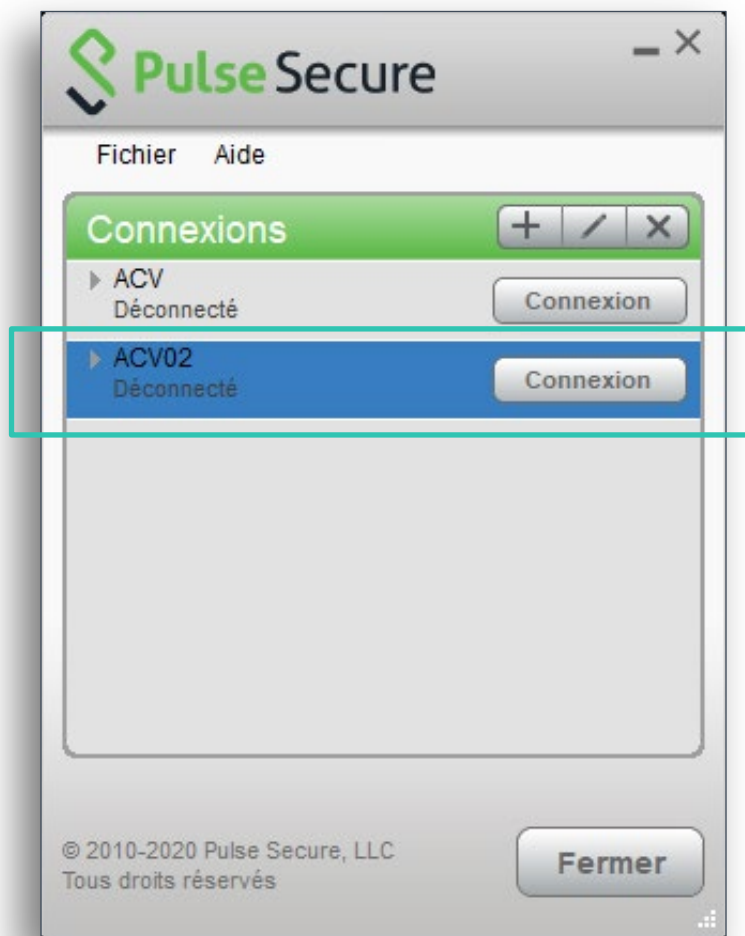 Pulse Secure
Fichier Aide
Connexions
ACV
Déconnecté
Connexion
ACV02
Déconnecté
Connexion
© 2010-2020 Pulse Secure, LLC
Tous droits réservés
Fermer